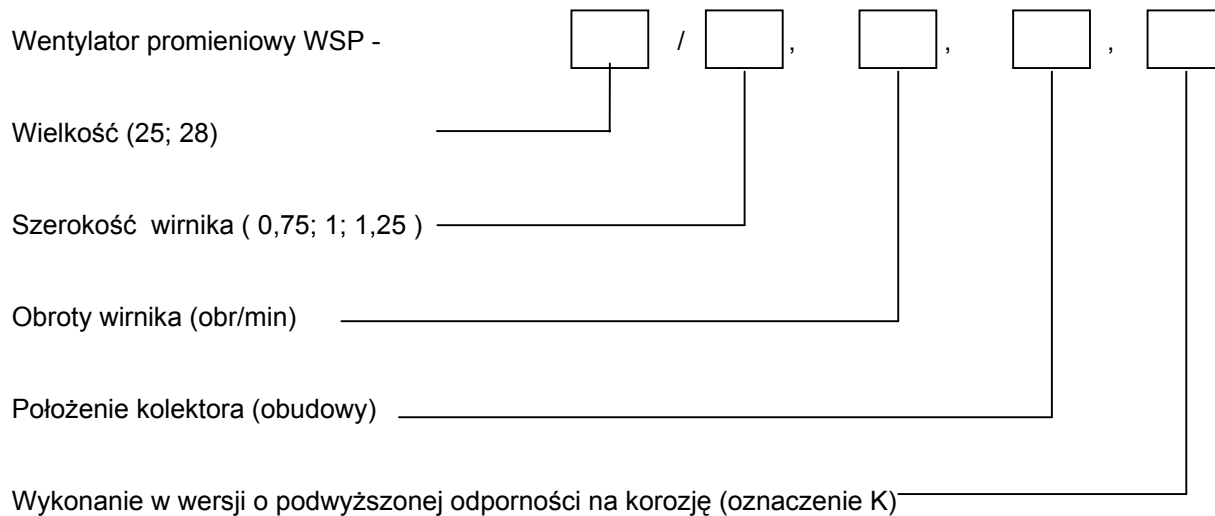 Wentylator promieniowy WSP - / , , ,
Wielkość (25; 28)
Szerokość wirnika ( 0,75; 1; 1,25 )
Obroty wirnika (obr/min)
Położenie kolektora (obudowy)
Wykonanie w wersji o podwyższonej odporności na korozję (oznaczenie K)